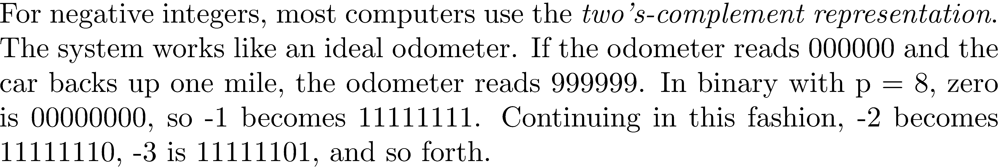 For negative integers, most computers use the two's-complement representation.
The system works like an ideal odometer. If the odometer reads 000000 and the
car backs up one mile, the odometer reads 999999. In binary with p = 8, zero
is 00000000, so -1 becomes 11111111. Continuing in this fashion, -2 becomes
11111110, -3 is 11111101, and so forth.